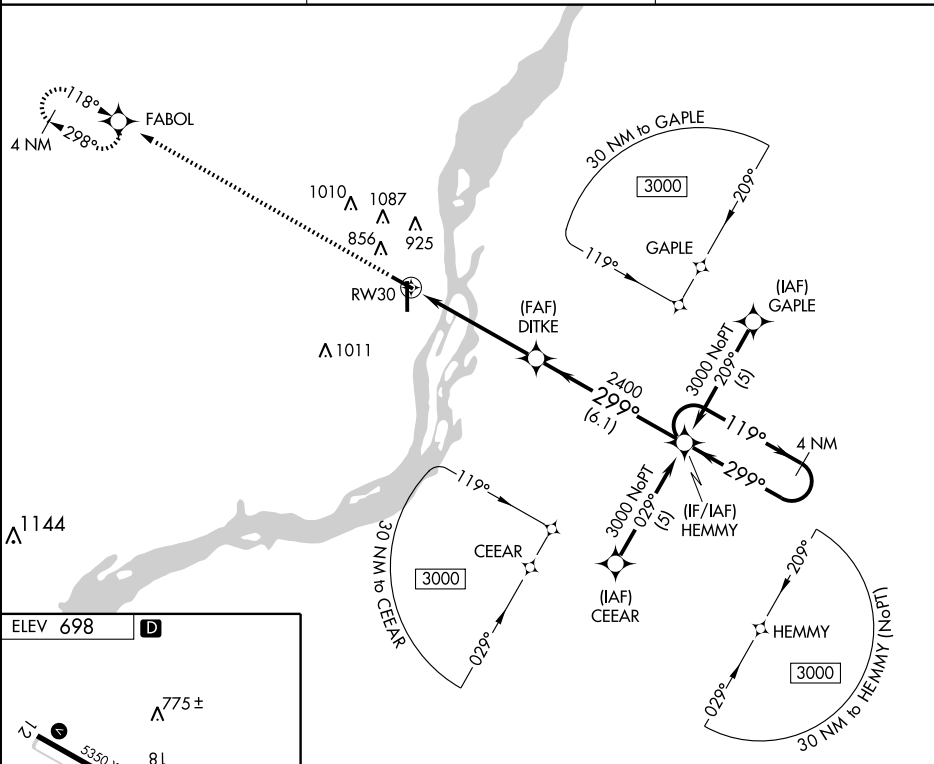 118°
298°
4 NM
FABOL
1010
1087
856
925
RW30
1011
30 NM to GAPLE
3000
209°
119°
GAPLE
(IAF)
GAPLE
3000 NoPT
209°
(5)
(FAF)
DITKE
2400
299°
(6.1)
119°
4 NM
299°
(IF/IAF)
HEMMY
3000 NoPT
029°
(5)
(IAF)
CEEAR
119°
CEEAR
3000
30 NM to CEEAR
029°
209°
HEMMY
3000
029°
30 NM to HEMMY (NoPT)
1144
ELEV 698
D
775 ±
12
V
18